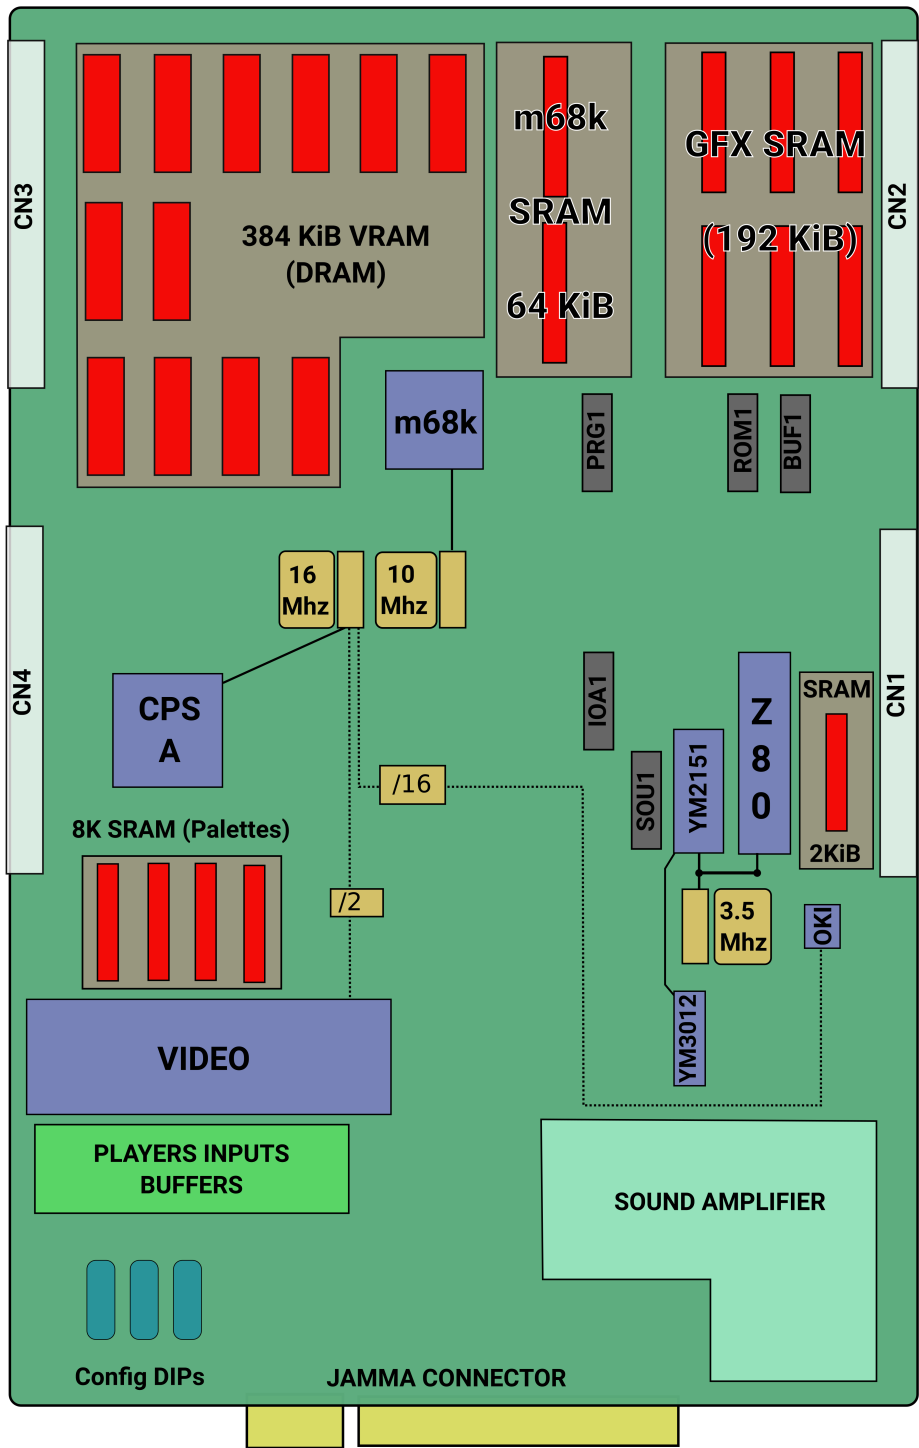 CN3
384 KiB VRAM
(DRAM)
m68k
SRAM
64 KiB
GFX SRAM
(192 KiB)
CN2
m68k
PRG1
ROM1
BUF1
16
Mhz
10
Mhz
CN4
CPS
A
/16
IOA1
SOU1
YM2151
Z
8
0
SRAM
2KiB
CN1
8K SRAM (Palettes)
/2
3.5
Mhz
OKI
YM3012
VIDEO
PLAYERS INPUTS
BUFFERS
SOUND AMPLIFIER
Config DIPs
JAMMA CONNECTOR